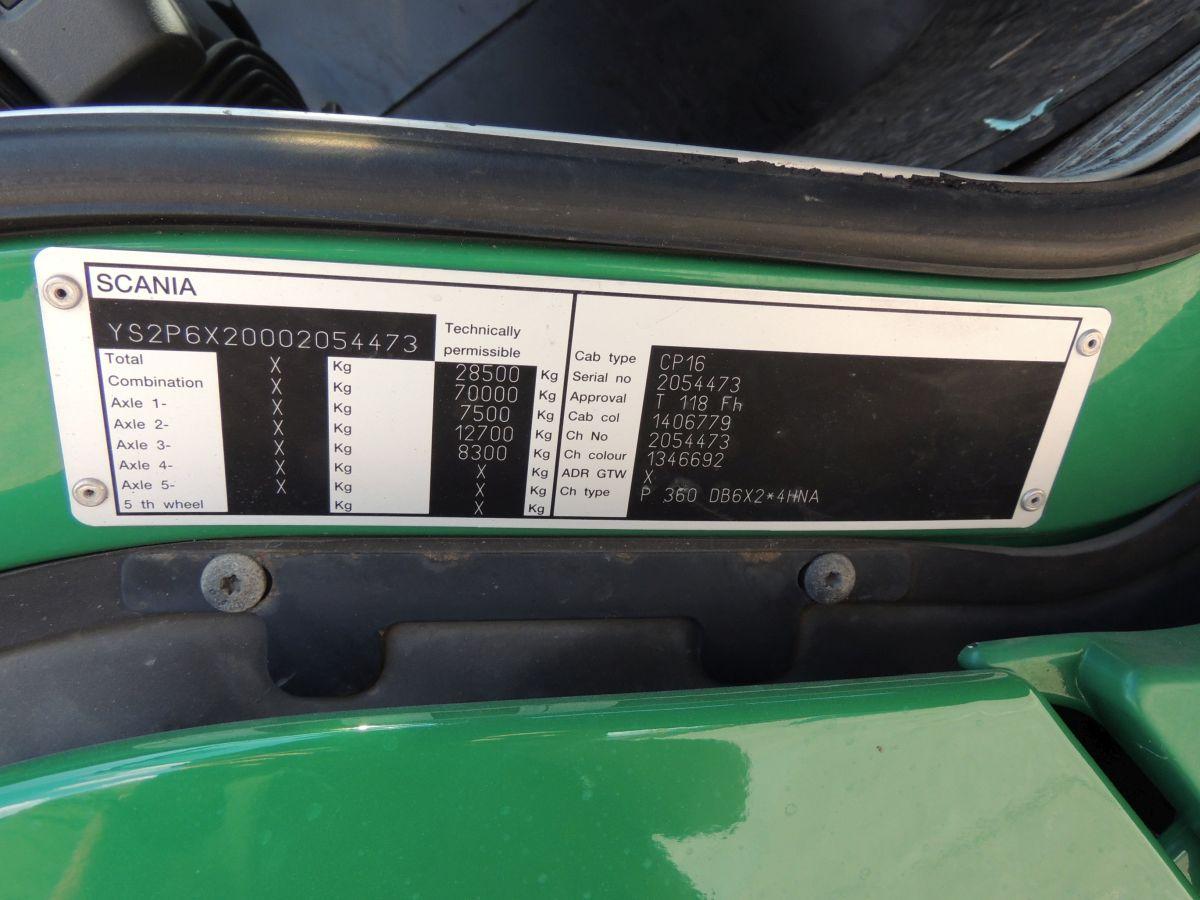 SCANIA
YS2P6X20002054473
Technically
permissible
Total X Kg 28500 Kg
Combination X Kg 70000 Kg
Axle 1- X Kg 7500 Kg
Axle 2- X Kg 12700 Kg
Axle 3- X Kg 8300 Kg
Axle 4- X Kg X Kg
Axle 5- X Kg X Kg
5 th wheel Kg X Kg
Cab type CP16
Serial no 2054473
Approval T 118 Fh
Cab col 1406779
Ch No 2054473
Ch colour 1346692
ADR GTW X
Ch type P 360 DB6X2*4HNA